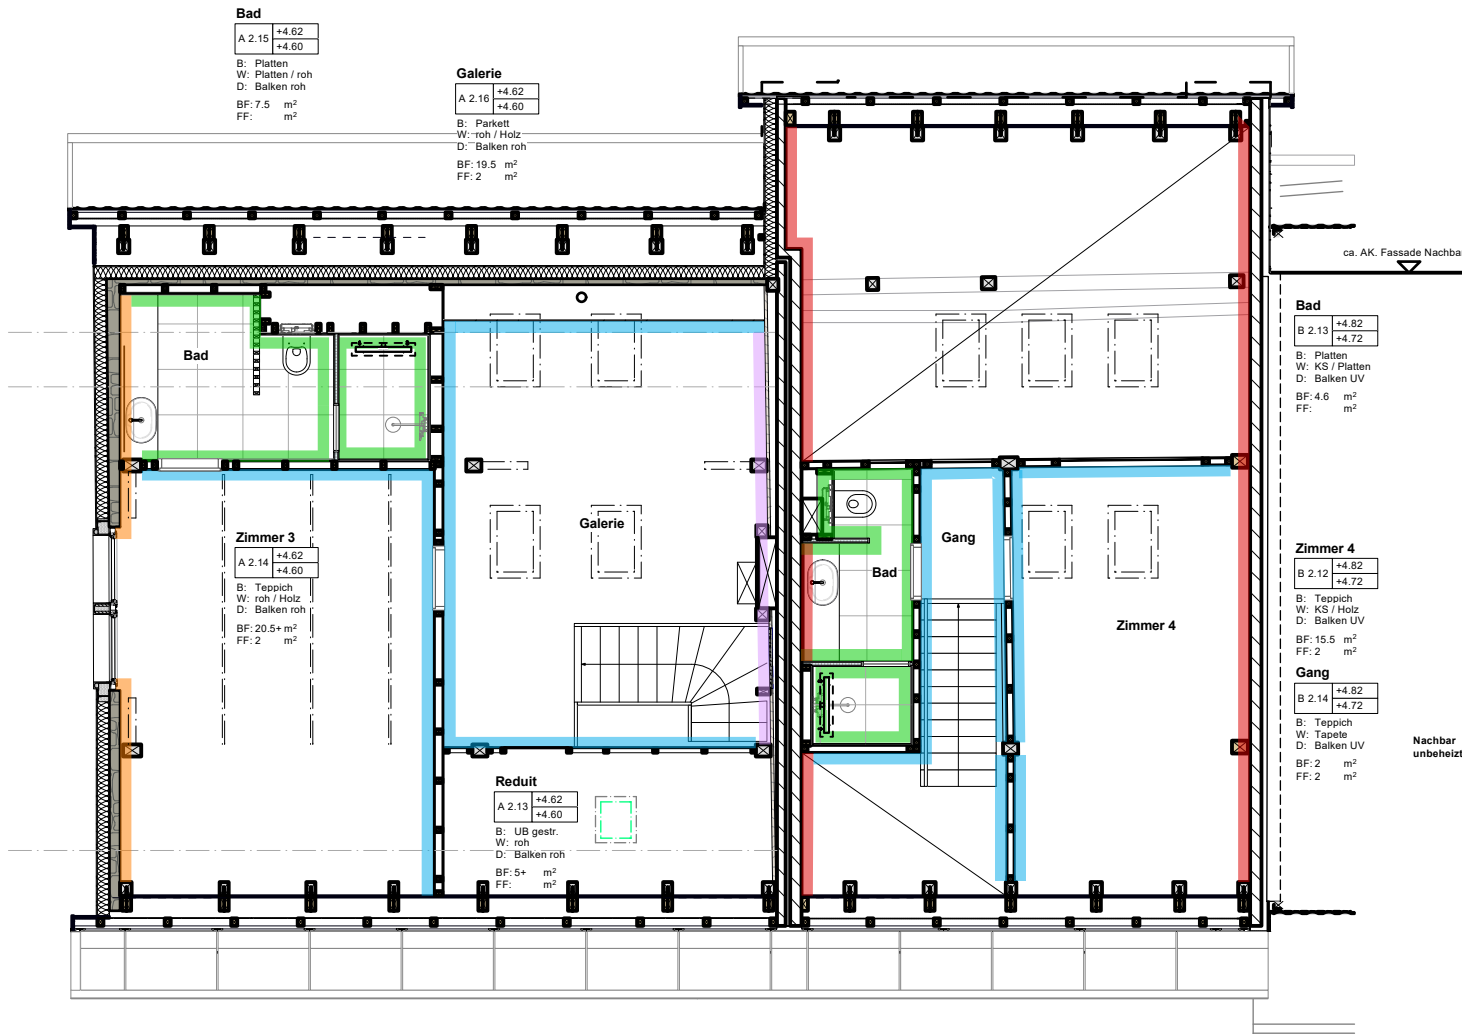 Bad
A 2.15 +4.62
+4.60
B: Platten
W: Platten / roh
D: Balken roh
BF: 7.5 m²
FF: m²
Galerie
A 2.16 +4.62
+4.60
B: Parkett
W: roh / Holz
D: Balken roh
BF: 19.5 m²
FF: 2 m²
ca. AK. Fassade Nachba
Bad
B 2.13 +4.82
+4.72
B: Platten
W: KS / Platten
D: Balken UV
BF: 4.6 m²
FF: m²
Bad
Galerie
Zimmer 3
A 2.14 +4.62
+4.60
B: Teppich
W: roh / Holz
D: Balken roh
BF: 20.5+ m²
FF: 2 m²
Gang
Bad
Zimmer 4
Zimmer 4
B 2.12 +4.82
+4.72
B: Teppich
W: KS / Holz
D: Balken UV
BF: 15.5 m²
FF: 2 m²
Gang
B 2.14 +4.82
+4.72
B: Teppich
W: Tapete
D: Balken UV
BF: 2 m²
FF: 2 m²
Nachbar
unbeheizt
Reduit
A 2.13 +4.62
+4.60
B: UB gestr.
W: roh
D: Balken roh
BF: 5+ m²
FF: m²